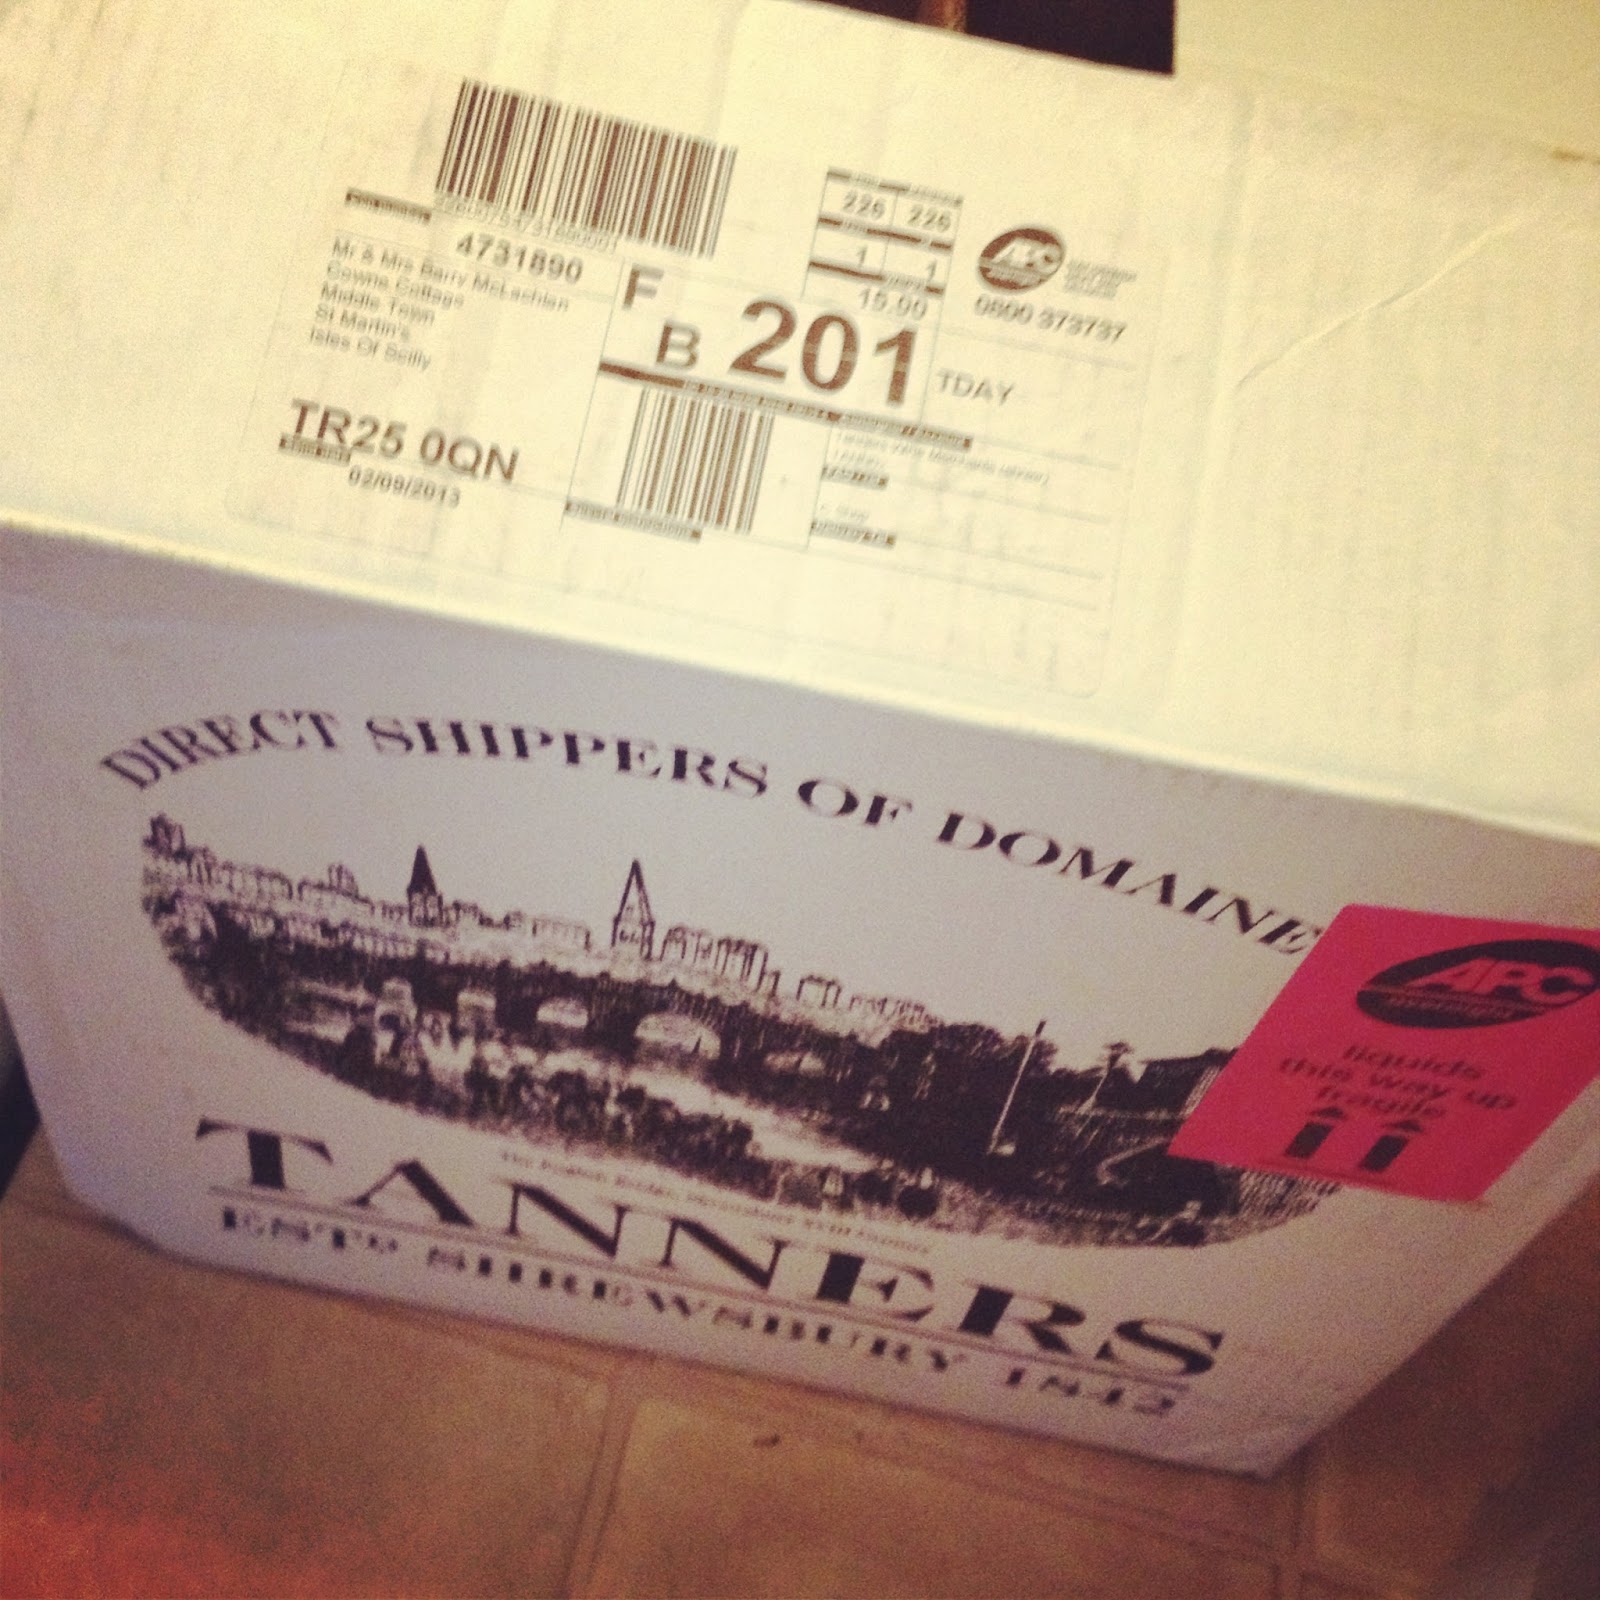 4731890
Mr & Mrs Barry McLachlan
Cowns Cottage
Middle Town
St Martin's
Isles Of Scilly
TR25 0QN
02/09/2013
F
B 201
226 226
1 1
15.00
APC
0800 373737
TDAY
DIRECT SHIPPERS OF DOMAINE
TANNERS
ESTD SHREWSBURY 1842
APC
overnight
liquids
this way up
fragile